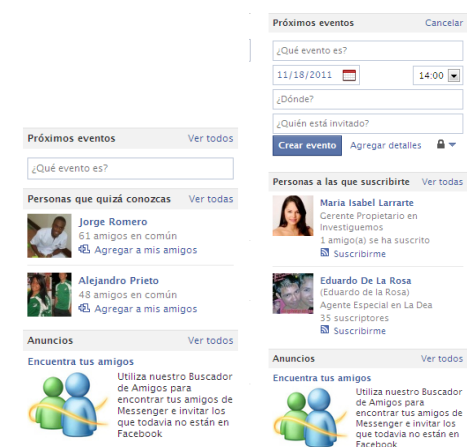 Próximos eventos Ver todos
¿Qué evento es?
Personas que quizá conozcas Ver todas
Jorge Romero
61 amigos en común
Agregar a mis amigos
Alejandro Prieto
48 amigos en común
Agregar a mis amigos
Anuncios Ver todos
Encuentra tus amigos
Utiliza nuestro Buscador
de Amigos para
encontrar tus amigos de
Messenger e invitar los
que todavia no están en
Facebook
Próximos eventos Cancelar
¿Qué evento es?
11/18/2011 14:00
¿Dónde?
¿Quién está invitado?
Crear evento Agregar detalles
Personas a las que suscribirte Ver todas
Maria Isabel Larrarte
Gerente Propietario en
Investiguemos
1 amigo(a) se ha suscrito
Suscribirme
Eduardo De La Rosa
(Eduardo de la Rosa)
Agente Especial en La Dea
35 suscriptores
Suscribirme
Anuncios Ver todos
Encuentra tus amigos
Utiliza nuestro Buscador
de Amigos para
encontrar tus amigos de
Messenger e invitar los
que todavia no están en
Facebook